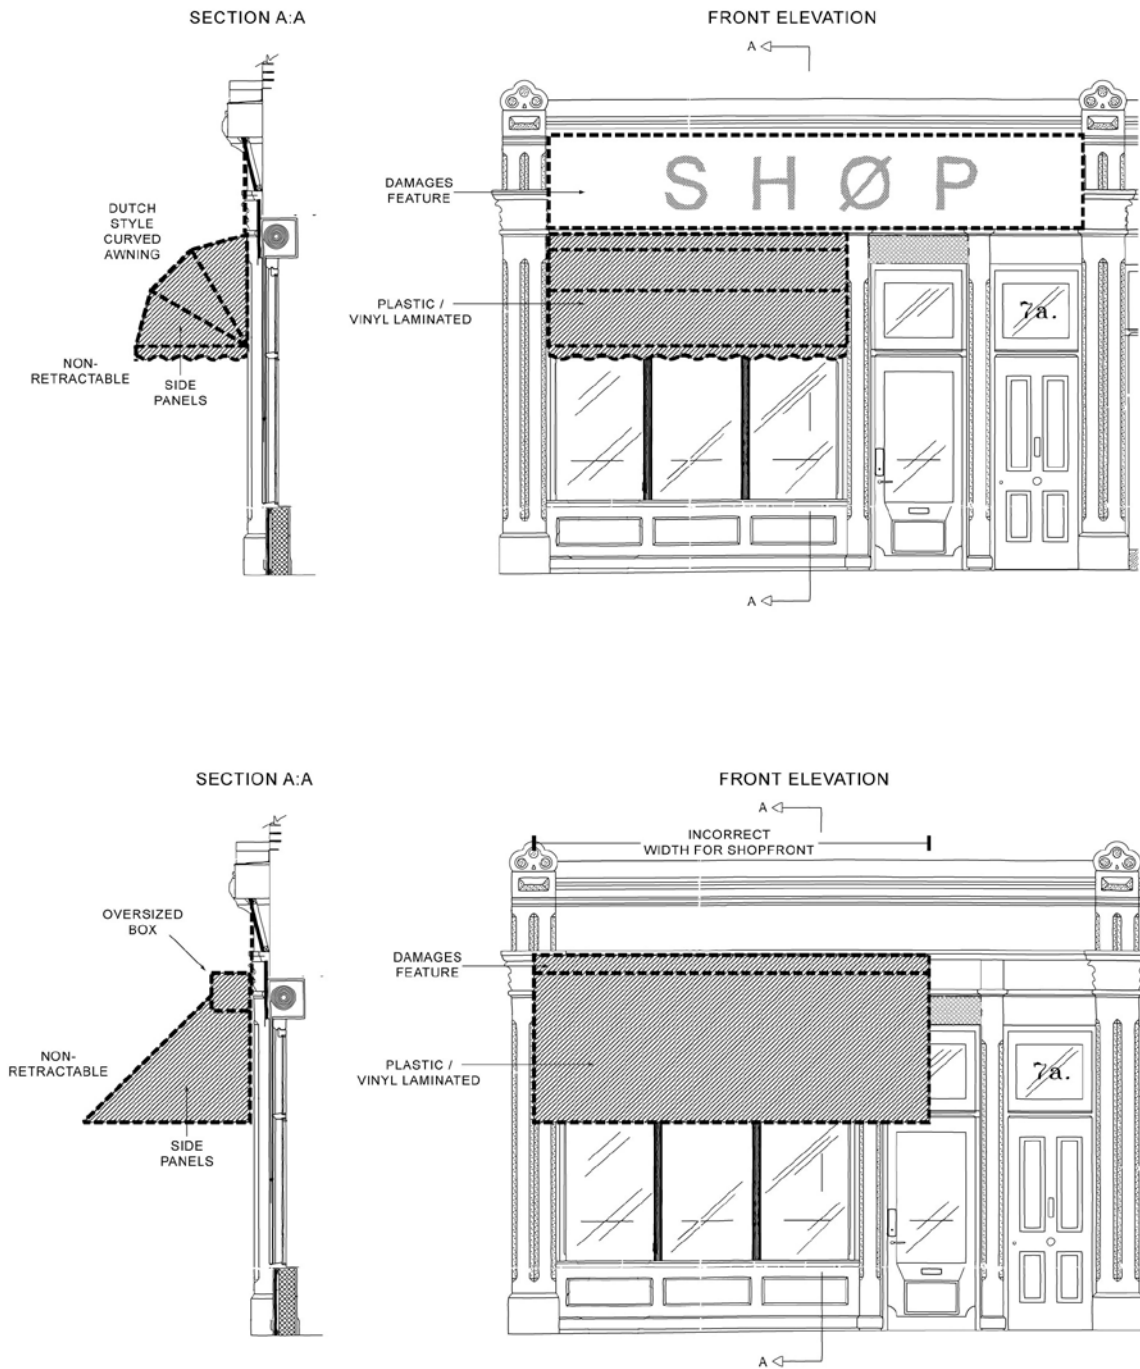 SECTION A:A
FRONT ELEVATION
A
DAMAGES
FEATURE
SHØP
DUTCH
STYLE
CURVED
AWNING
PLASTIC /
VINYL LAMINATED
7a.
NON-
RETRACTABLE
SIDE
PANELS
A
SECTION A:A
FRONT ELEVATION
A
INCORRECT
WIDTH FOR SHOPFRONT
OVERSIZED
BOX
DAMAGES
FEATURE
NON-
RETRACTABLE
PLASTIC /
VINYL LAMINATED
7a.
SIDE
PANELS
A